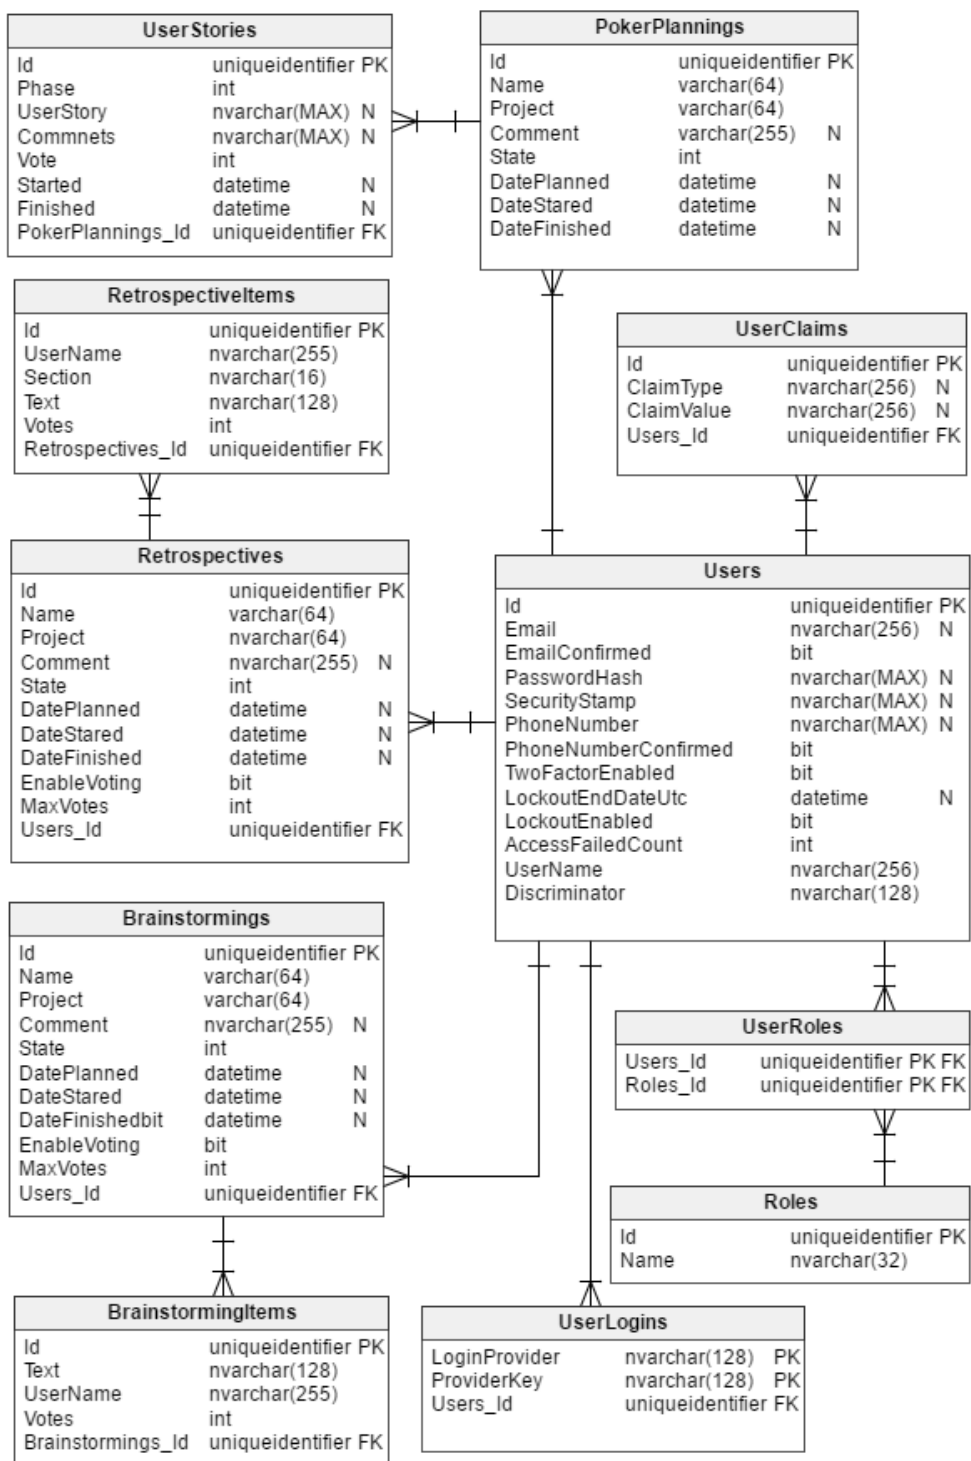 UserStories
Id uniqueidentifier PK
Phase int
UserStory nvarchar(MAX) N
Commnets nvarchar(MAX) N
Vote int
Started datetime N
Finished datetime N
PokerPlannings_Id uniqueidentifier FK
PokerPlannings
Id uniqueidentifier PK
Name varchar(64)
Project varchar(64)
Comment varchar(255) N
State int
DatePlanned datetime N
DateStared datetime N
DateFinished datetime N
RetrospectiveItems
Id uniqueidentifier PK
UserName nvarchar(255)
Section nvarchar(16)
Text nvarchar(128)
Votes int
Retrospectives_Id uniqueidentifier FK
UserClaims
Id uniqueidentifier PK
ClaimType nvarchar(256) N
ClaimValue nvarchar(256) N
Users_Id uniqueidentifier FK
Retrospectives
Id uniqueidentifier PK
Name varchar(64)
Project nvarchar(64)
Comment nvarchar(255) N
State int
DatePlanned datetime N
DateStared datetime N
DateFinished datetime N
EnableVoting bit
MaxVotes int
Users_Id uniqueidentifier FK
Users
Id uniqueidentifier PK
Email nvarchar(256) N
EmailConfirmed bit
PasswordHash nvarchar(MAX) N
SecurityStamp nvarchar(MAX) N
PhoneNumber nvarchar(MAX) N
PhoneNumberConfirmed bit
TwoFactorEnabled bit
LockoutEndDateUtc datetime N
LockoutEnabled bit
AccessFailedCount int
UserName nvarchar(256)
Discriminator nvarchar(128)
Brainstormings
Id uniqueidentifier PK
Name varchar(64)
Project varchar(64)
Comment nvarchar(255) N
State int
DatePlanned datetime N
DateStared datetime N
DateFinishedbit datetime N
EnableVoting bit
MaxVotes int
Users_Id uniqueidentifier FK
UserRoles
Users_Id uniqueidentifier PK FK
Roles_Id uniqueidentifier PK FK
Roles
Id uniqueidentifier PK
Name nvarchar(32)
BrainstormingItems
Id uniqueidentifier PK
Text nvarchar(128)
UserName nvarchar(255)
Votes int
Brainstormings_Id uniqueidentifier FK
UserLogins
LoginProvider nvarchar(128) PK
ProviderKey nvarchar(128) PK
Users_Id uniqueidentifier FK